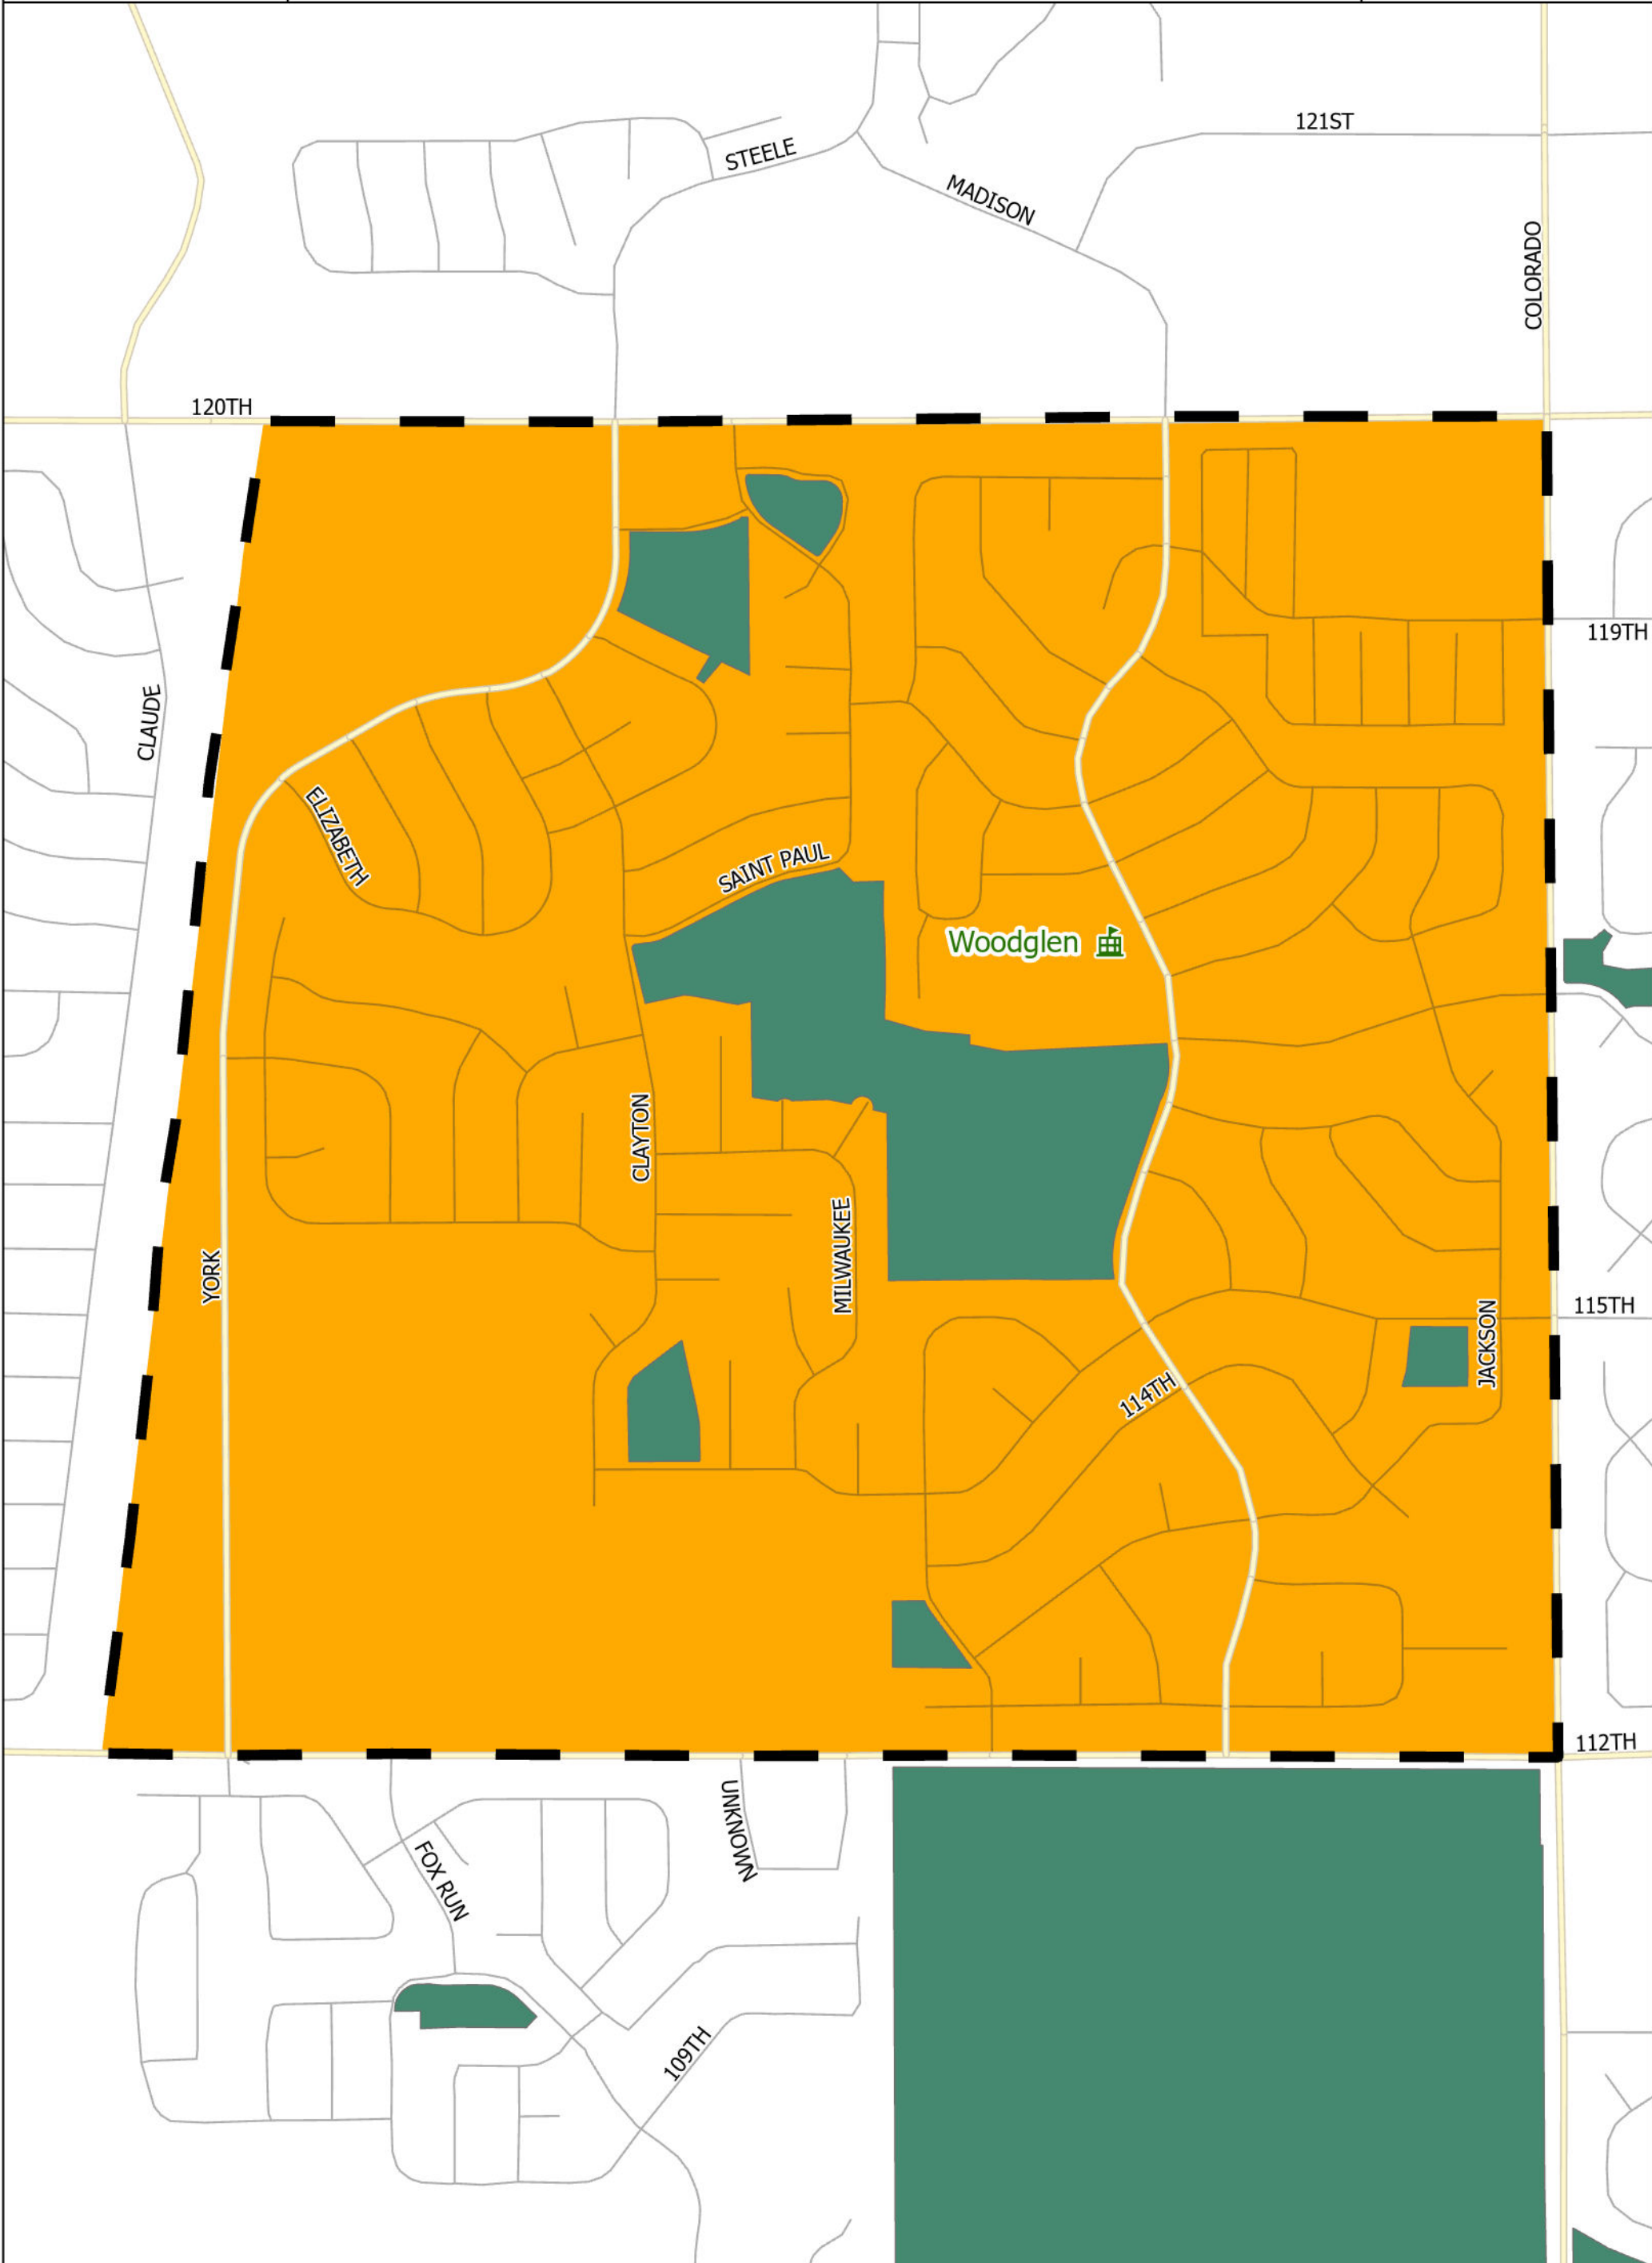 121ST
STEELE
MADISON
COLORADO
120TH
119TH
CLAUDE
ELIZABETH
SAINT PAUL
Woodglen
CLAYTON
MILWAUKEE
YORK
115TH
JACKSON
114TH
112TH
UNKNOWN
FOX RUN
109TH